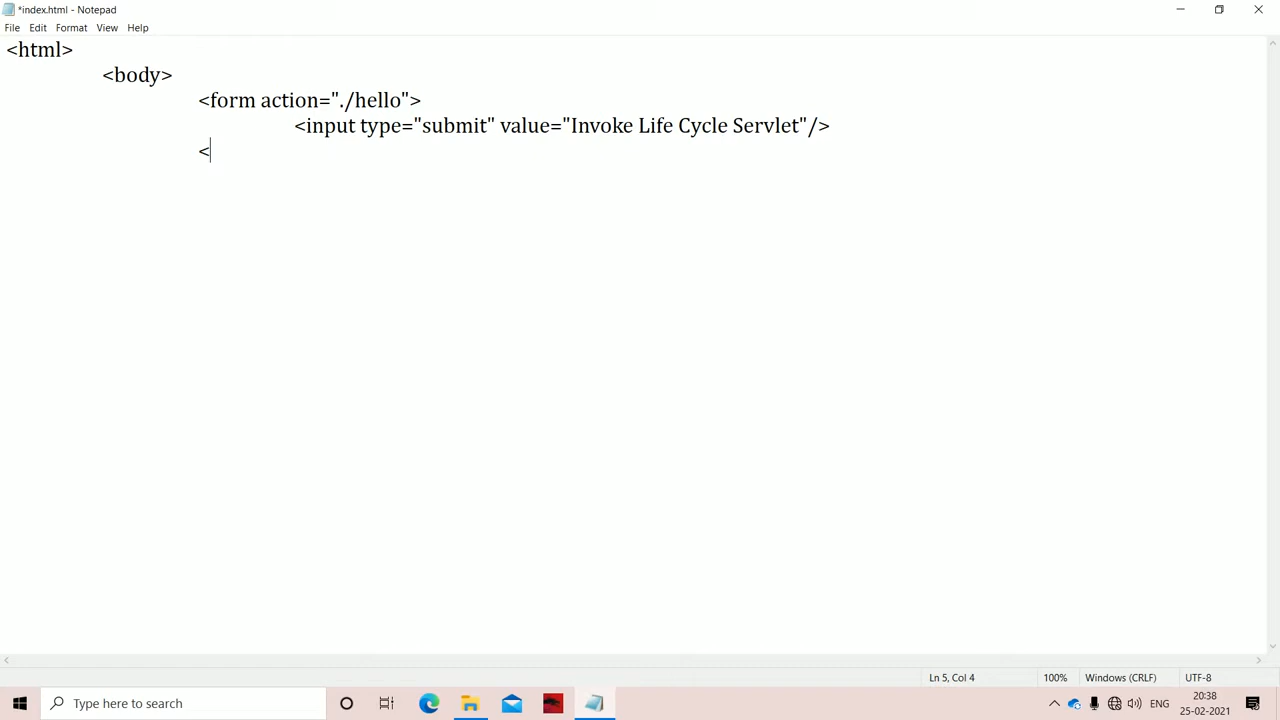 *index.html - Notepad
File Edit Format View Help
<html>
<body>
<form action="./hello">
<input type="submit" value="Invoke Life Cycle Servlet"/>
<
Ln 5, Col 4 100% Windows (CRLF) UTF-8
Type here to search
ENG
20:38
25-02-2021